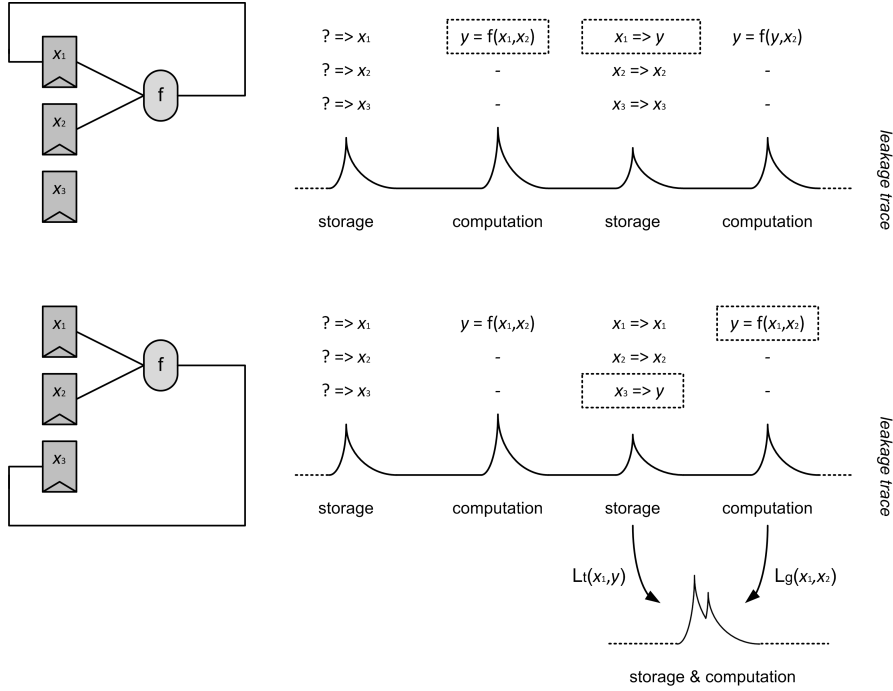 x₁
x₂
x₃
f
? => x₁ y = f(x₁,x₂) x₁ => y y = f(y,x₂)
? => x₂ - x₂ => x₂ -
? => x₃ - x₃ => x₃ -
storage computation storage computation
leakage trace
x₁
x₂
x₃
f
? => x₁ y = f(x₁,x₂) x₁ => x₁ y = f(x₁,x₂)
? => x₂ - x₂ => x₂ -
? => x₃ - x₃ => y -
storage computation storage computation
leakage trace
Lt(x₁,y) Lg(x₁,x₂)
storage & computation